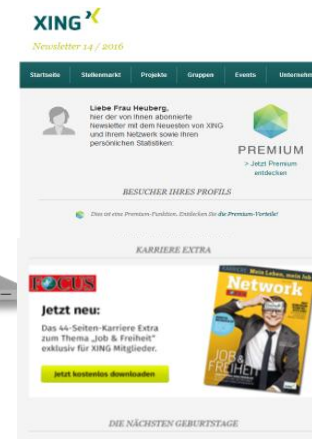 XING
Newsletter 14 / 2016
Startseite Stellenmarkt Projekte Gruppen Events Unterneh
Liebe Frau Heuberg,
hier der von Ihnen abonnierte
Newsletter mit dem Neuesten von XING
und Ihrem Netzwerk sowie Ihren
persönlichen Statistiken:
PREMIUM
> Jetzt Premium
entdecken
BESUCHER IHRES PROFILS
Dies ist eine Premium-Funktion. Entdecken Sie die Premium-Vorteile!
KARRIERE EXTRA
FOCUS
Jetzt neu:
Das 44-Seiten-Karriere Extra
zum Thema „Job & Freiheit"
exklusiv für XING Mitglieder.
Jetzt kostenlos downloaden
KARRIERE Mein Leben, mein Job
Network
JOB &
FREIHEIT
DIE NÄCHSTEN GEBURTSTAGE